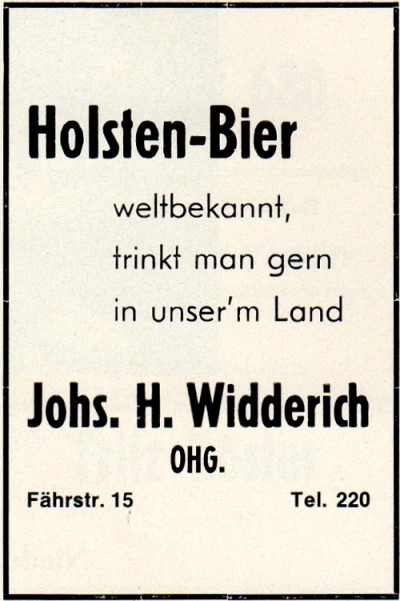 Holsten-Bier
weltbekannt,
trinkt man gern
in unser'm Land
Johs. H. Widderich
OHG.
Fährstr. 15 Tel. 220